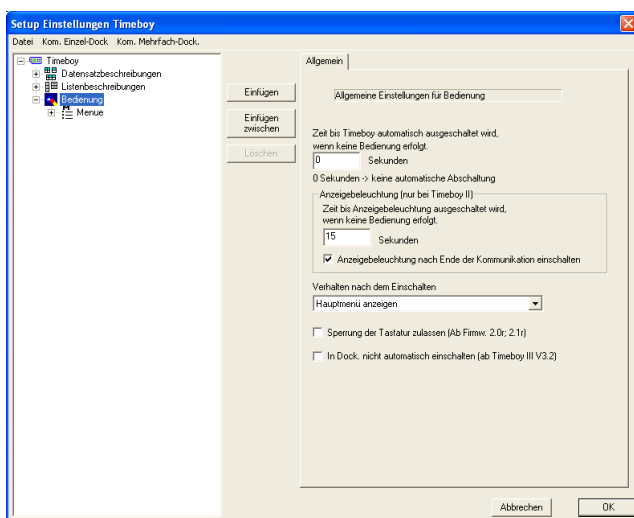 Setup Einstellungen Timeboy
Datei Kom. Einzel-Dock Kom. Mehrfach-Dock.
Timeboy
Datensatzbeschreibungen
Listenbeschreibungen
Bedienung
Menue
Einfügen
Einfügen
zwischen
Löschen
Allgemein
Allgemeine Einstellungen für Bedienung
Zeit bis Timeboy automatisch ausgeschaltet wird,
wenn keine Bedienung erfolgt.
0 Sekunden
0 Sekunden -> keine automatische Abschaltung
Anzeigebeleuchtung (nur bei Timeboy II)
Zeit bis Anzeigebeleuchtung ausgeschaltet wird,
wenn keine Bedienung erfolgt.
15 Sekunden
Anzeigebeleuchtung nach Ende der Kommunikation einschalten
Verhalten nach dem Einschalten
Hauptmenü anzeigen
Sperrung der Tastatur zulassen (Ab Firmw. 2.0r; 2.1r)
In Dock. nicht automatisch einschalten (ab Timeboy III V3.2)
Abbrechen OK